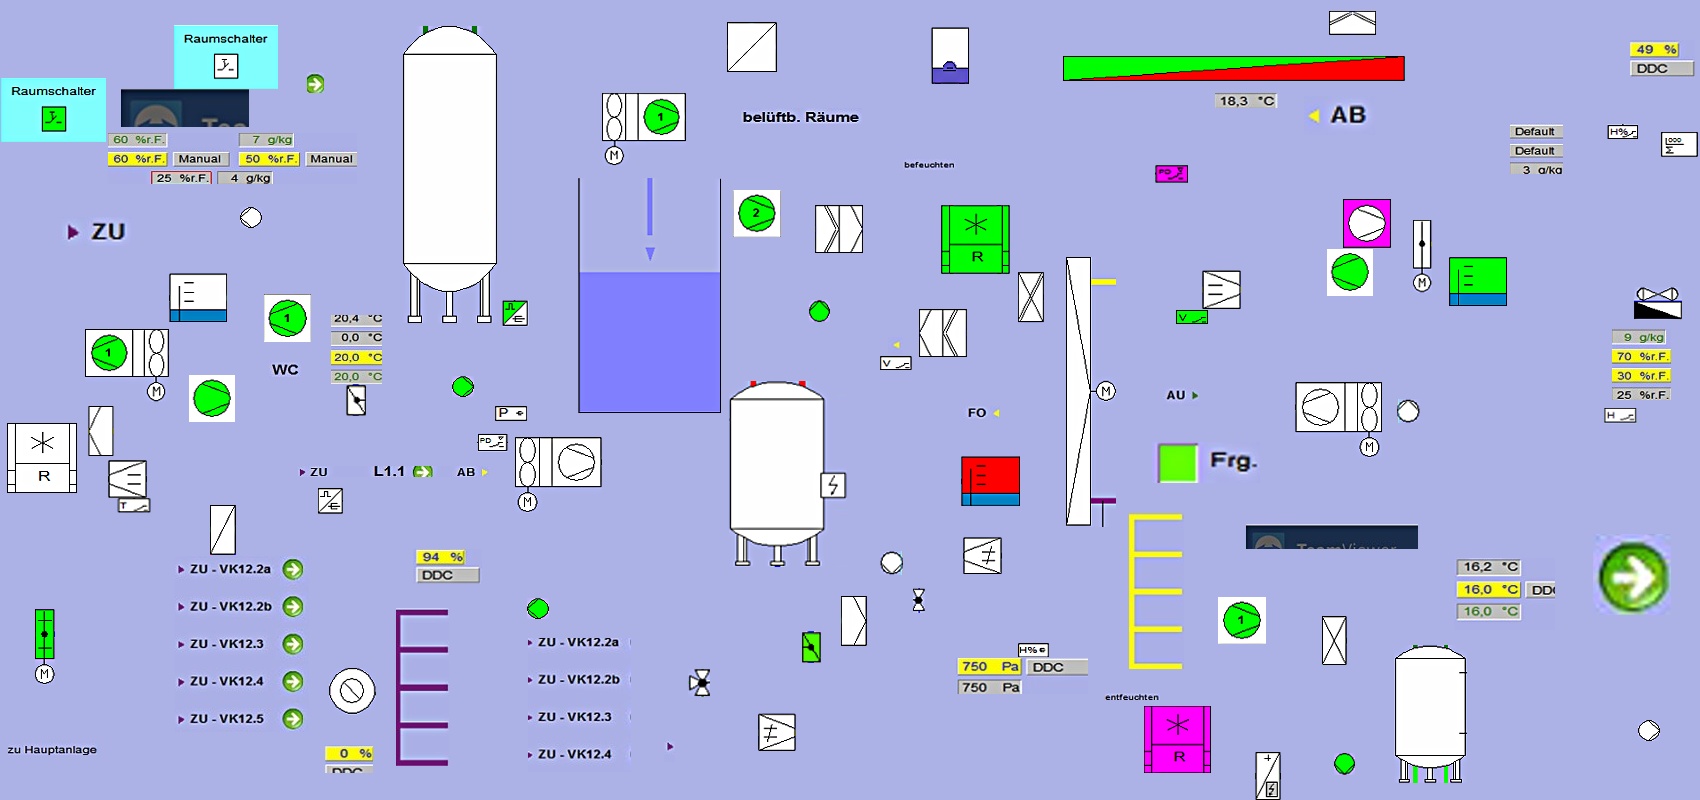 Raumschalter
49 %
DDC
Raumschalter
18,3 °C
AB
1
belüftb. Räume
M
60 %r.F.
7 g/kg
60 %r.F. Manual
50 %r.F. Manual
25 %r.F.
4 g/kg
Default
Default
3 g/kg
H%
1000
Σ
befeuchten
PD
ZU
2
R
1
20,4 °C
0,0 °C
20,0 °C
20,0 °C
1
M
WC
V
V
M
9 g/kg
70 %r.F.
30 %r.F.
25 %r.F.
H
M
AU
FO
P
PD
M
M
R
T
ZU
L1.1
AB
Frg.
TeamViewer
ZU - VK12.2a
ZU - VK12.2b
ZU - VK12.3
ZU - VK12.4
ZU - VK12.5
94 %
DDC
16,2 °C
16,0 °C
16,0 °C
1
M
ZU - VK12.2a
ZU - VK12.2b
ZU - VK12.3
ZU - VK12.4
H%
750 Pa DDC
750 Pa
entfeuchten
R
zu Hauptanlage
0 %
DDC